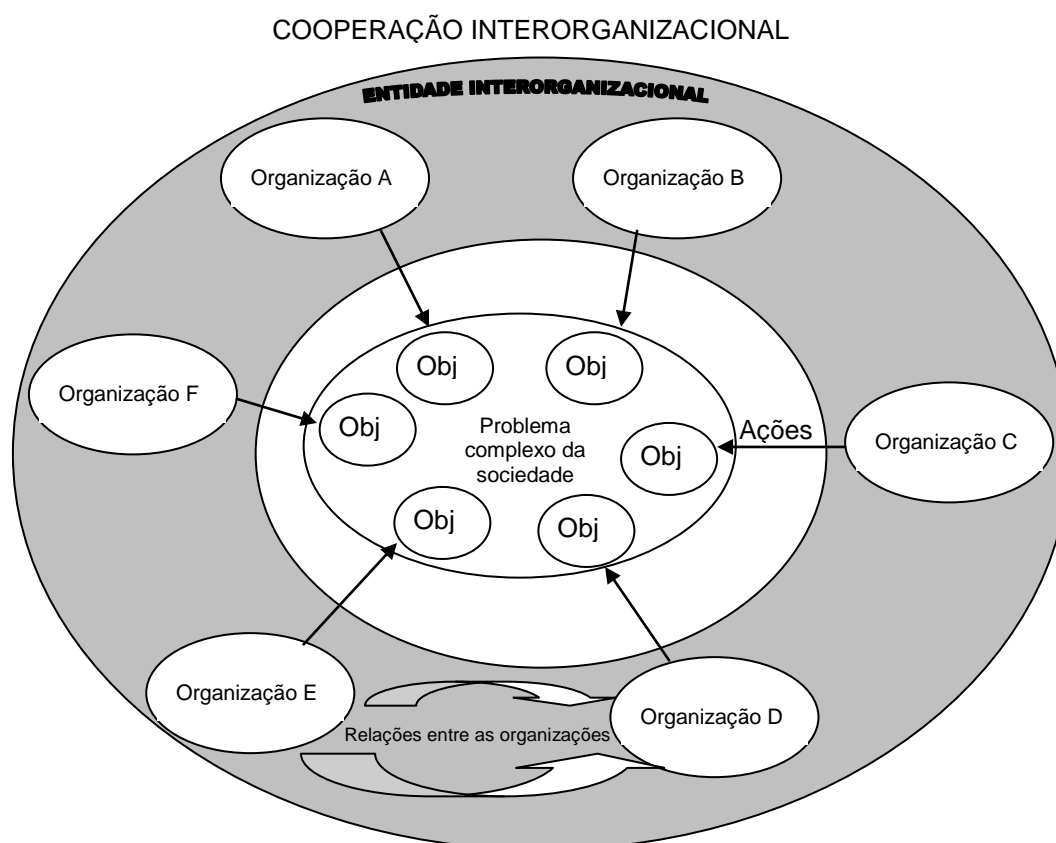 COOPERAÇÃO INTERORGANIZACIONAL
ENTIDADE INTERORGANIZACIONAL
Organização A
Organização B
Obj
Obj
Organização F
Obj
Problema
complexo da
sociedade
Ações
Obj
Organização C
Obj
Obj
Organização E
Organização D
Relações entre as organizações